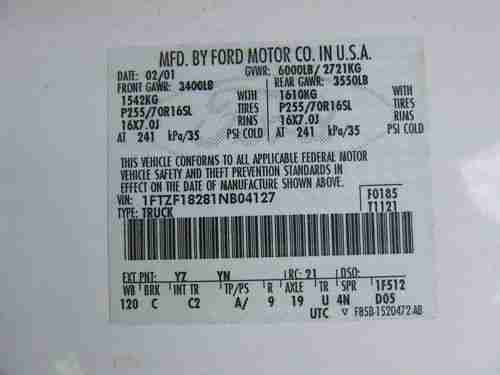 MFD. BY FORD MOTOR CO. IN U.S.A.
DATE: 02/01 GVWR: 6000LB/ 2721KG
FRONT GAWR: 3400LB REAR GAWR: 3550LB
1542KG WITH 1610KG WITH
P255/70R16SL TIRES P255/70R16SL TIRES
16X7.0J RIMS 16X7.0J RIMS
AT 241 kPa/35 PSI COLD AT 241 kPa/35 PSI COLD
THIS VEHICLE CONFORMS TO ALL APPLICABLE FEDERAL MOTOR
VEHICLE SAFETY AND THEFT PREVENTION STANDARDS IN
EFFECT ON THE DATE OF MANUFACTURE SHOWN ABOVE.
VIN: 1FTZF18281NB04127 F0185
TYPE: TRUCK T1121
EXT PNT: YZ YN RC: 21 DSO:
WB BRK INT TR TP/PS R AXLE TR SPR 1F512
120 C C2 A/ 9 19 U 4N D05
UTC ▽ F85B-1520472-AB